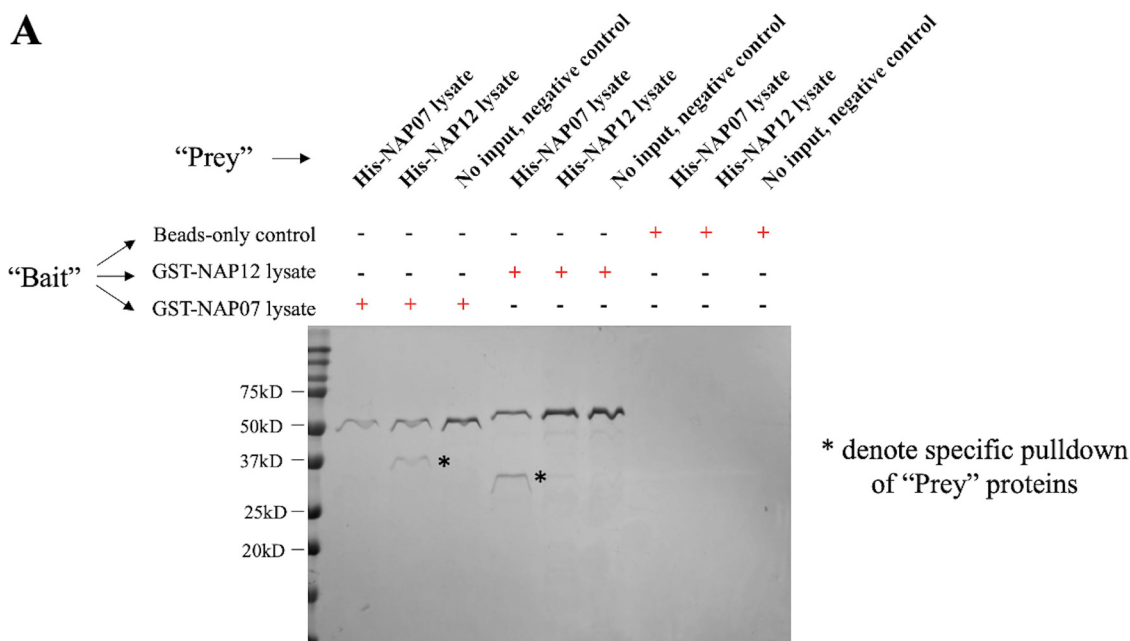 A
"Prey"
His-NAP07 lysate
His-NAP12 lysate
No input, negative control
His-NAP07 lysate
His-NAP12 lysate
No input, negative control
His-NAP07 lysate
His-NAP12 lysate
No input, negative control
"Bait"
Beads-only control - - - - - - + + +
GST-NAP12 lysate - - - + + + - - -
GST-NAP07 lysate + + + - - - - - -
75kD
50kD
37kD
25kD
20kD
*
*
* denote specific pulldown
of "Prey" proteins